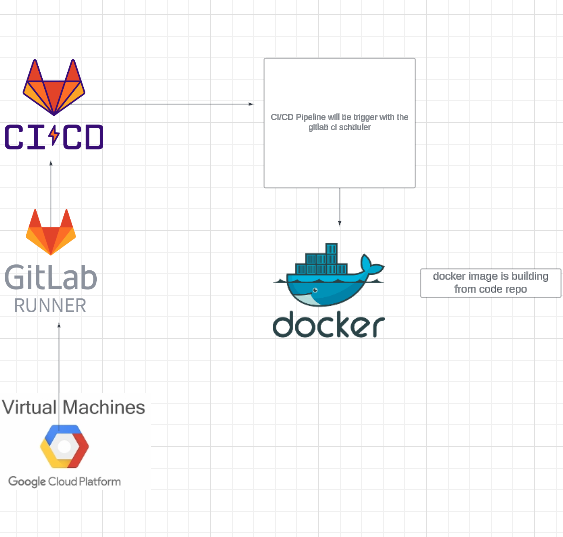 CI CD
CI/CD Pipeline will be trigger with the
gitlab ci schduler
GitLab
RUNNER
docker
docker image is building
from code repo
Virtual Machines
Google Cloud Platform